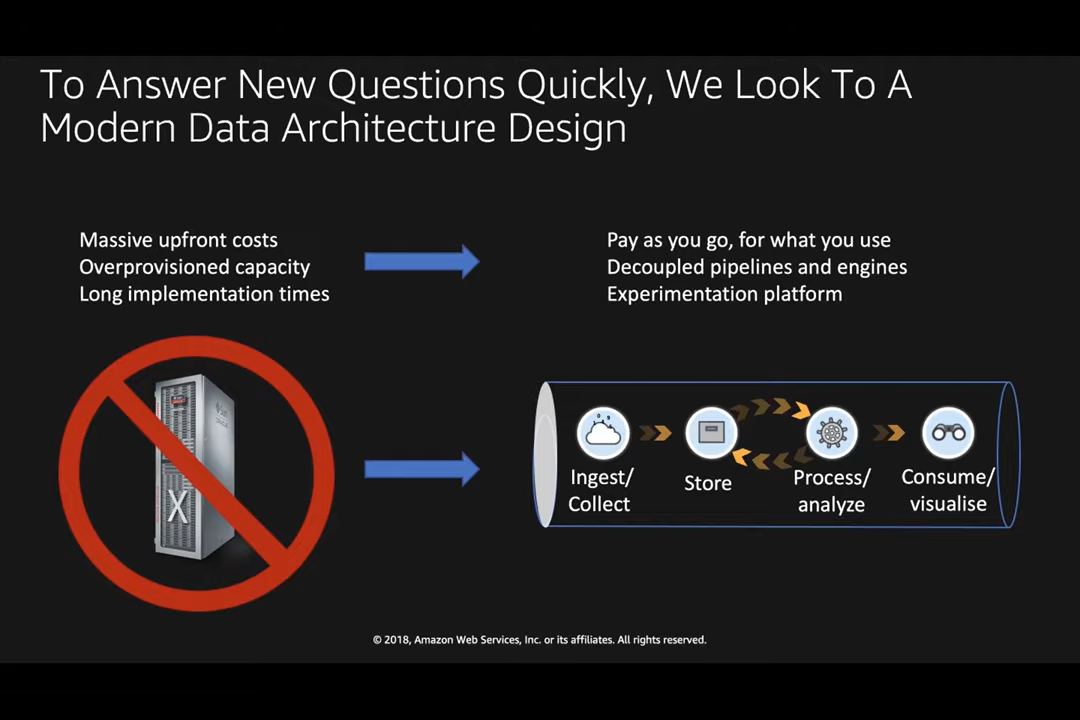 To Answer New Questions Quickly, We Look To A
Modern Data Architecture Design
Massive upfront costs
Overprovisioned capacity
Long implementation times
Pay as you go, for what you use
Decoupled pipelines and engines
Experimentation platform
X
Ingest/
Collect
Store
Process/
analyze
Consume/
visualise
© 2018, Amazon Web Services, Inc. or its affiliates. All rights reserved.